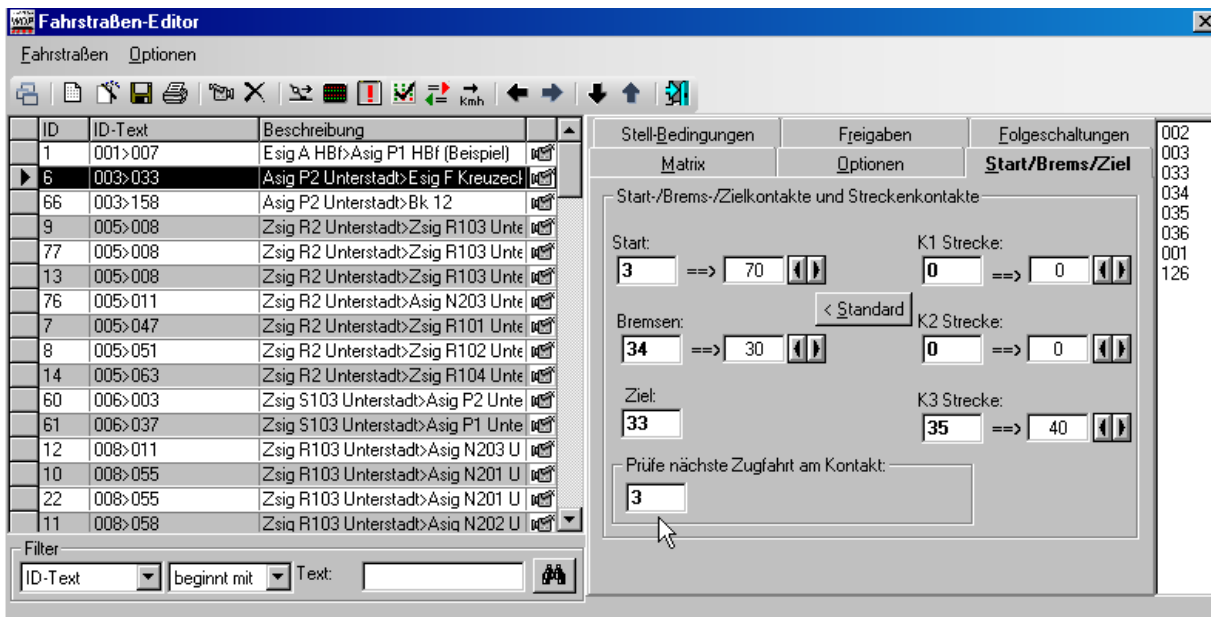 Fahrstraßen-Editor
Fahrstraßen Optionen
Kmh
ID ID-Text Beschreibung
1 001>007 Esig A HBf>Asig P1 HBf (Beispiel)
6 003>033 Asig P2 Unterstadt>Esig F Kreuzeck
66 003>158 Asig P2 Unterstadt>Bk 12
9 005>008 Zsig R2 Unterstadt>Zsig R103 Unte
77 005>008 Zsig R2 Unterstadt>Zsig R103 Unte
13 005>008 Zsig R2 Unterstadt>Zsig R103 Unte
76 005>011 Zsig R2 Unterstadt>Asig N203 Unte
7 005>047 Zsig R2 Unterstadt>Zsig R101 Unte
8 005>051 Zsig R2 Unterstadt>Zsig R102 Unte
14 005>063 Zsig R2 Unterstadt>Zsig R104 Unte
60 006>003 Zsig S103 Unterstadt>Asig P2 Unte
61 006>037 Zsig S103 Unterstadt>Asig P1 Unte
12 008>011 Zsig R103 Unterstadt>Asig N203 U
10 008>055 Zsig R103 Unterstadt>Asig N201 U
22 008>055 Zsig R103 Unterstadt>Asig N201 U
11 008>058 Zsig R103 Unterstadt>Asig N202 U
Filter
ID-Text beginnt mit Text:
Stell-Bedingungen Freigaben Folgeschaltungen
Matrix Optionen Start/Brems/Ziel
Start-/Brems-/Zielkontakte und Streckenkontakte
Start: K1 Strecke:
3 ==> 70 0 ==> 0
< Standard
Bremsen: K2 Strecke:
34 ==> 30 0 ==> 0
Ziel: K3 Strecke:
33 35 ==> 40
Prüfe nächste Zugfahrt am Kontakt:
3
002
003
033
034
035
036
001
126